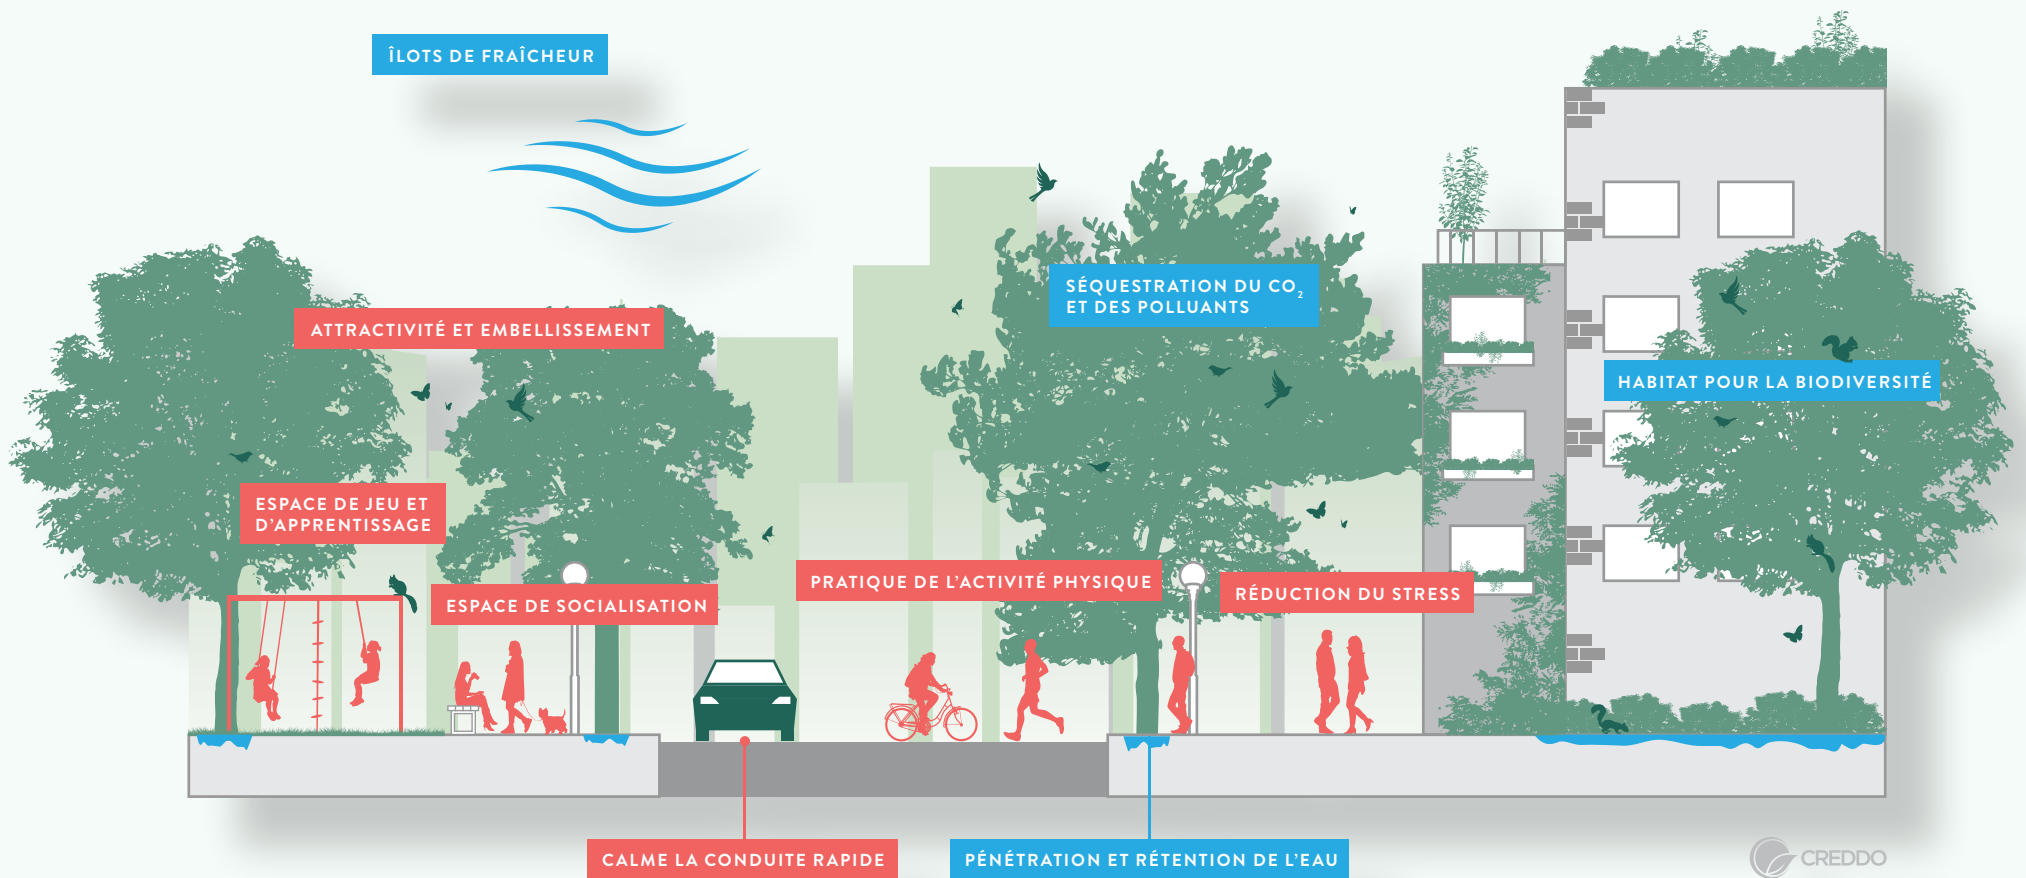 ÎLOTS DE FRAÎCHEUR
SÉQUESTRATION DU CO₂
ET DES POLLUANTS
ATTRACTIVITÉ ET EMBELLISSEMENT
HABITAT POUR LA BIODIVERSITÉ
ESPACE DE JEU ET
D’APPRENTISSAGE
PRATIQUE DE L’ACTIVITÉ PHYSIQUE
RÉDUCTION DU STRESS
ESPACE DE SOCIALISATION
CALME LA CONDUITE RAPIDE
PÉNÉTRATION ET RÉTENTION DE L’EAU
CREDDO